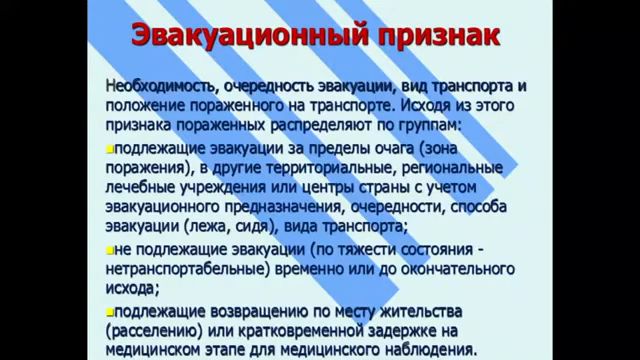 Эвакуационный признак
Необходимость, очередность эвакуации, вид транспорта и
положение пораженного на транспорте. Исходя из этого
признака пораженных распределяют по группам:
подлежащие эвакуации за пределы очага (зона
поражения), в другие территориальные, региональные
лечебные учреждения или центры страны с учетом
эвакуационного предназначения, очередности, способа
эвакуации (лежа, сидя), вида транспорта;
не подлежащие эвакуации (по тяжести состояния -
нетранспортабельные) временно или до окончательного
исхода;
подлежащие возвращению по месту жительства
(расселению) или кратковременной задержке на
медицинском этапе для медицинского наблюдения.